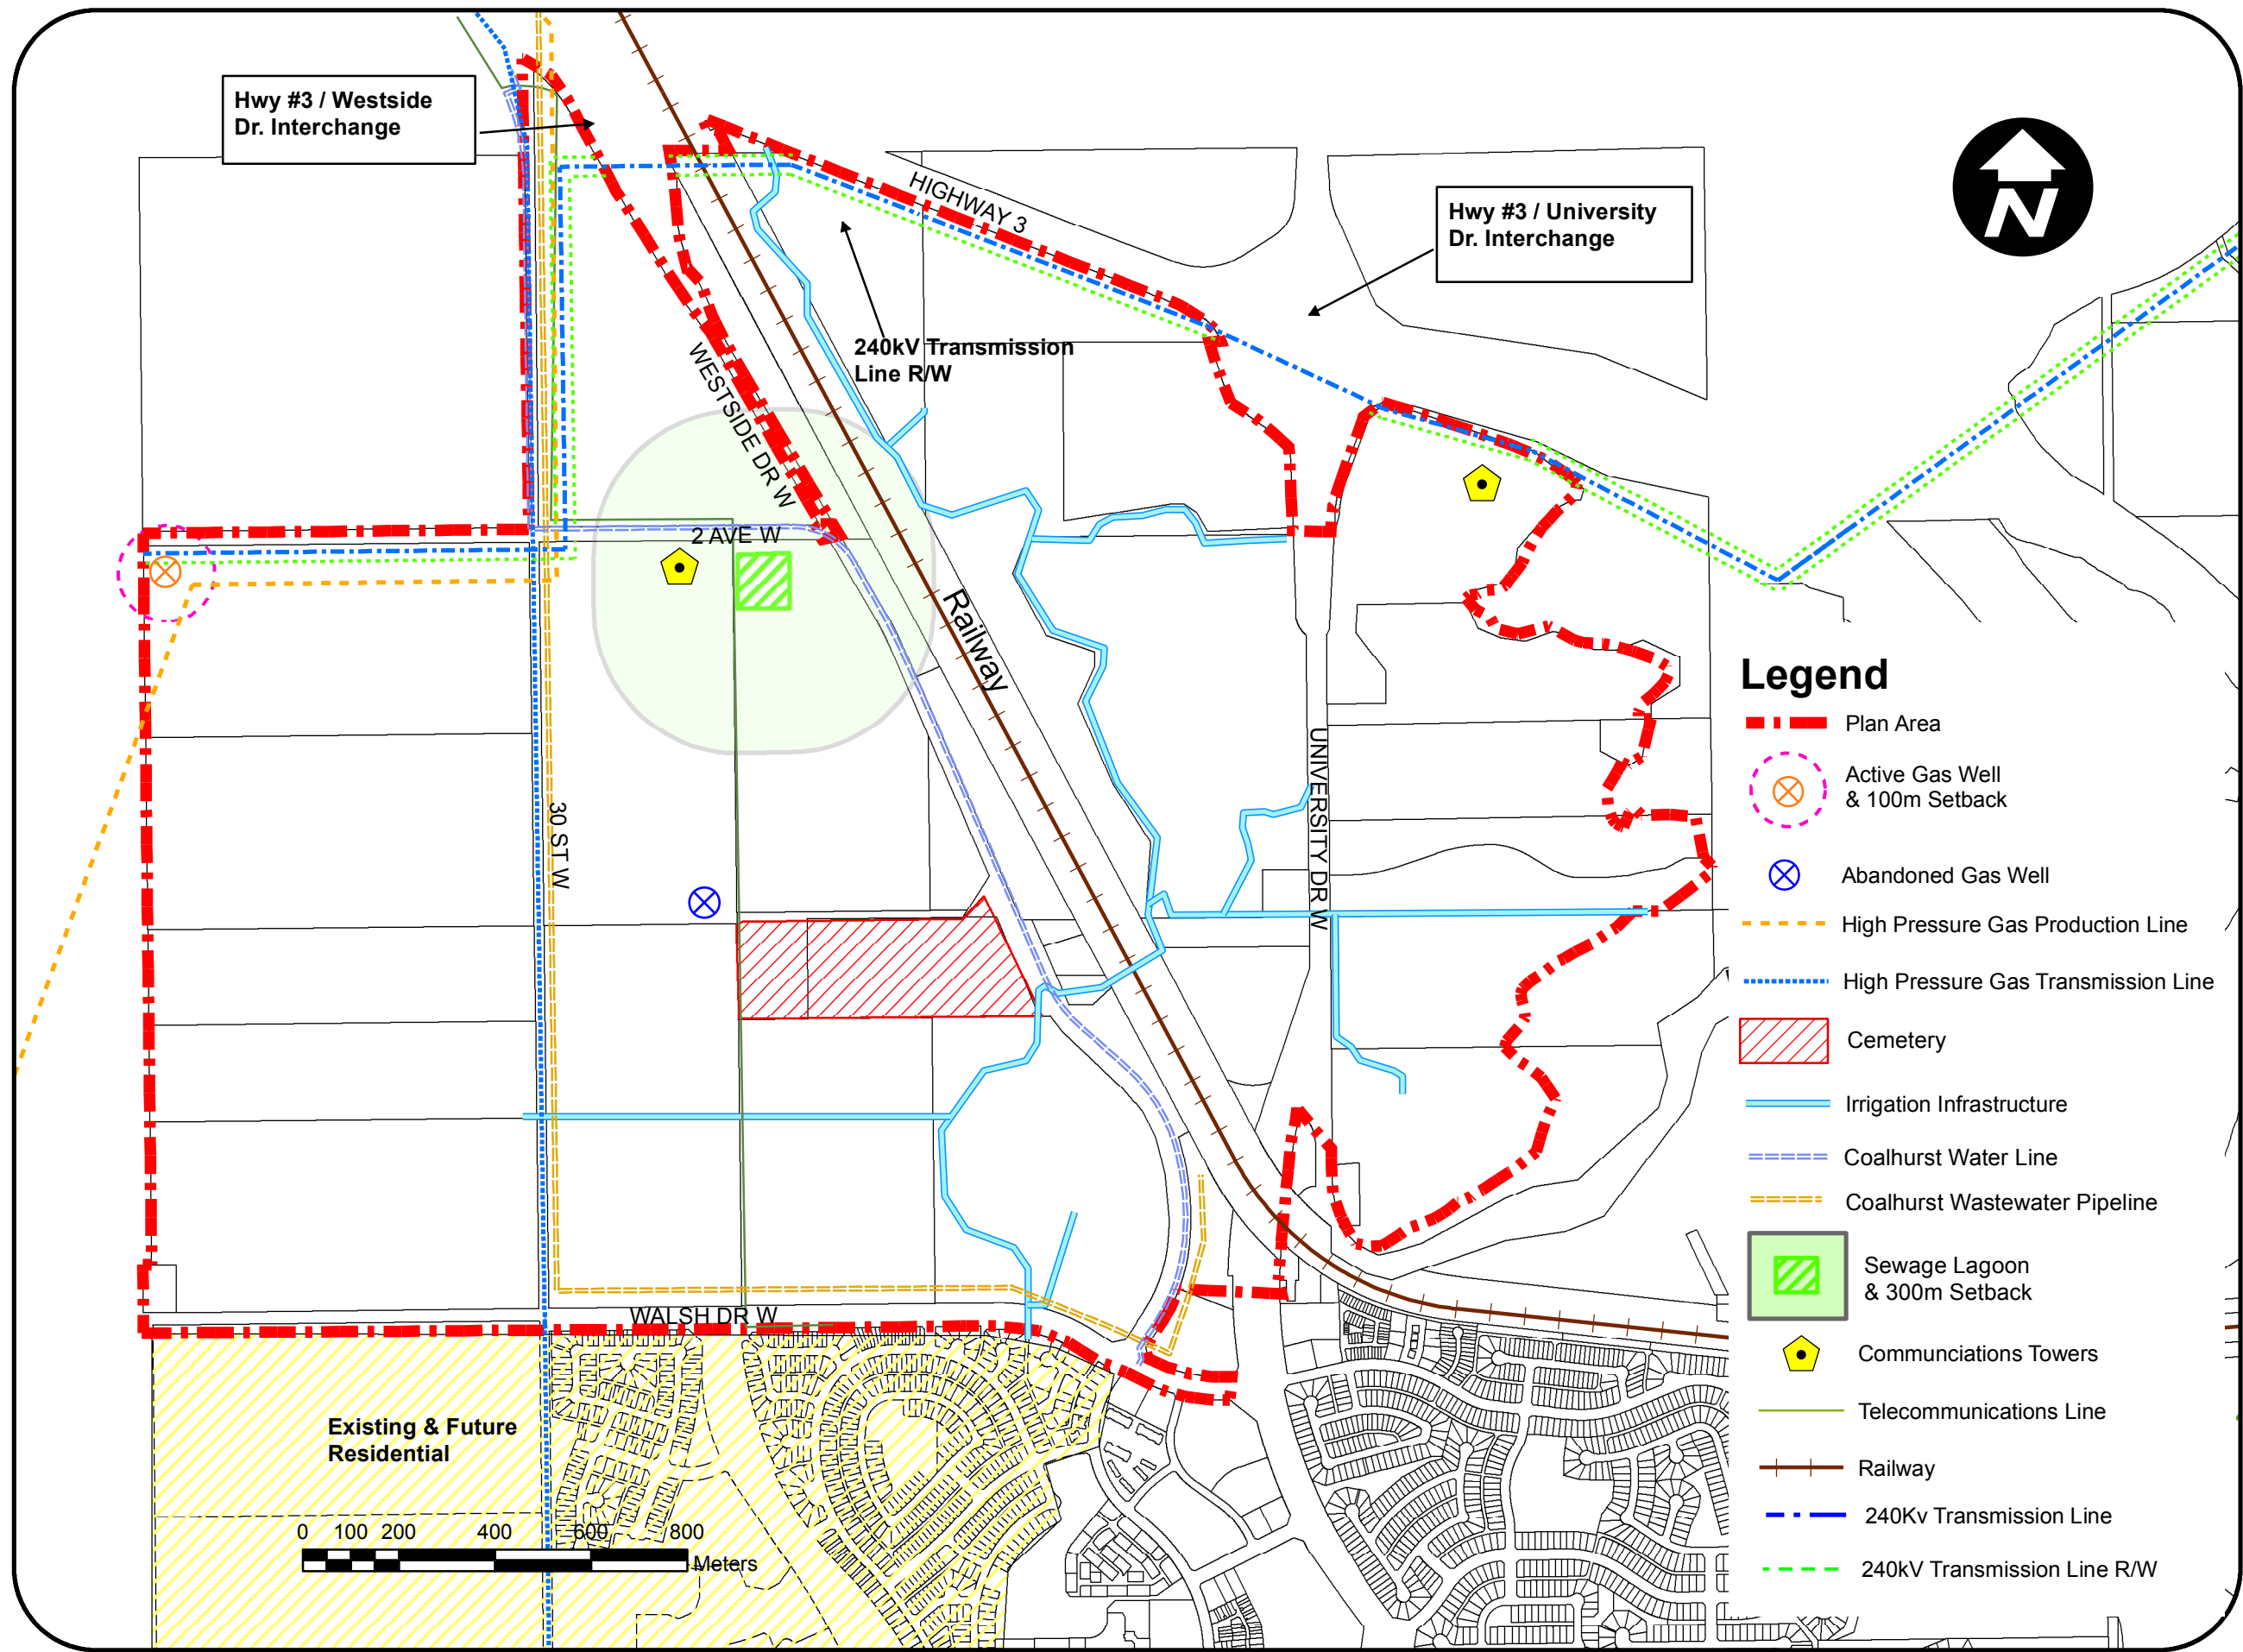 Hwy #3 / Westside
Dr. Interchange
HIGHWAY 3
Hwy #3 / University
Dr. Interchange
N
240kV Transmission
Line R/W
WESTSIDE DR W
2 AVE W
Railway
30 ST W
UNIVERSITY DR W
WALSH DR W
Existing & Future
Residential
0 100 200 400 600 800
Meters
Legend
Plan Area
Active Gas Well
& 100m Setback
Abandoned Gas Well
High Pressure Gas Production Line
High Pressure Gas Transmission Line
Cemetery
Irrigation Infrastructure
Coalhurst Water Line
Coalhurst Wastewater Pipeline
Sewage Lagoon
& 300m Setback
Communciations Towers
Telecommunications Line
Railway
240Kv Transmission Line
240kV Transmission Line R/W